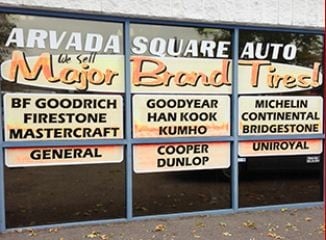 ARVADA SQUARE AUTO
We Sell
Major Brand Tires!
BF GOODRICH
FIRESTONE
MASTERCRAFT
GENERAL
GOODYEAR
HAN KOOK
KUMHO
COOPER
DUNLOP
MICHELIN
CONTINENTAL
BRIDGESTONE
UNIROYAL